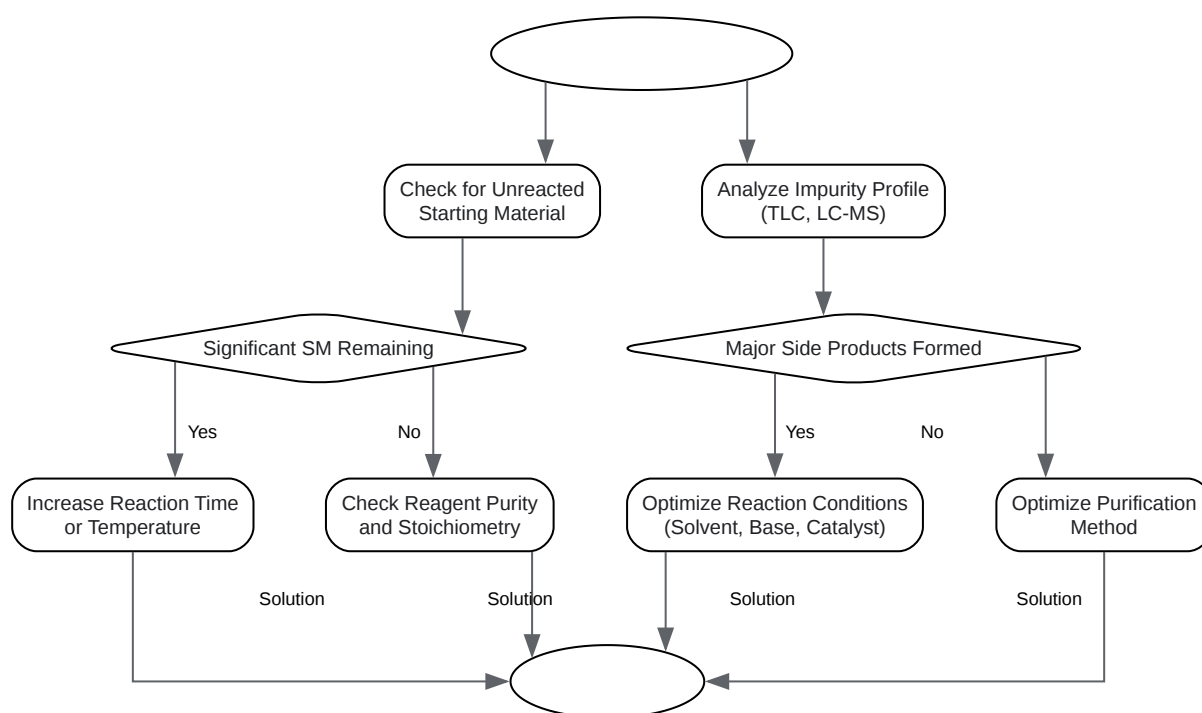 Check for Unreacted
Starting Material
Analyze Impurity Profile
(TLC, LC-MS)
Significant SM Remaining
Major Side Products Formed
Yes
No
Yes
No
Increase Reaction Time
or Temperature
Check Reagent Purity
and Stoichiometry
Optimize Reaction Conditions
(Solvent, Base, Catalyst)
Optimize Purification
Method
Solution
Solution
Solution
Solution